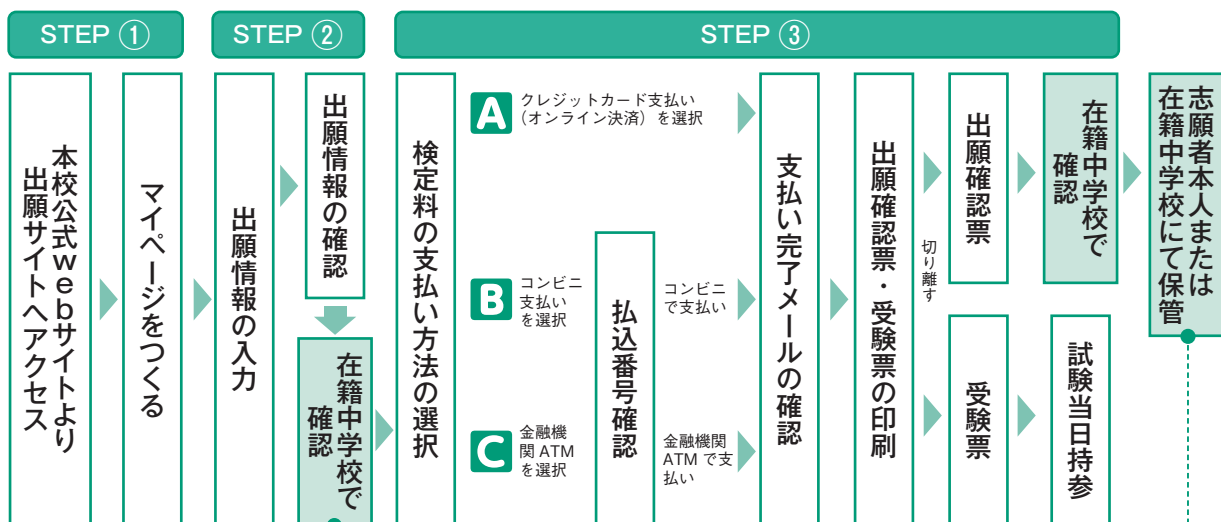 STEP ①
STEP ②
STEP ③
本校公式webサイトより
出願サイトへアクセス
マイページをつくる
出願情報の入力
出願情報の確認
在籍中学校で
確認
検定料の支払い方法の選択
A
クレジットカード支払い
(オンライン決済)を選択
B
コンビニ
支払い
を選択
C
金融機
関 ATM
を選択
払込番号確認
コンビニ
で支払い
金融機関
ATM で支
払い
支払い完了メールの確認
出願確認票・受験票の印刷
切り離す
出願確認票
在籍中学校で
確認
志願者本人または
在籍中学校にて保管
受験票
試験当日持参